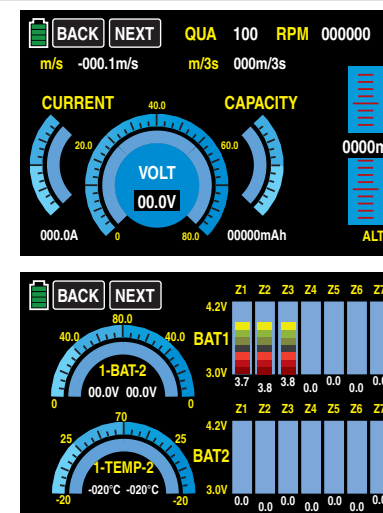 BACK NEXT QUA 100 RPM 000000
m/s -000.1m/s m/3s 000m/3s
CURRENT 40.0 CAPACITY
20.0 60.0
0000m
VOLT
00.0V
000.0A 0 80.0 00000mAh ALT
BACK NEXT Z1 Z2 Z3 Z4 Z5 Z6 Z7
4.2V
80.0
40.0 40.0 BAT1
1-BAT-2
3.0V
3.7 3.8 3.8 0.0 0.0 0.0
00.0V 00.0V
0 0
Z1 Z2 Z3 Z4 Z5 Z6 Z7
70 4.2V
25 25
BAT2
1-TEMP-2
-020°C -020°C 3.0V
-20 -20
0.0 0.0 0.0 0.0 0.0 0.0